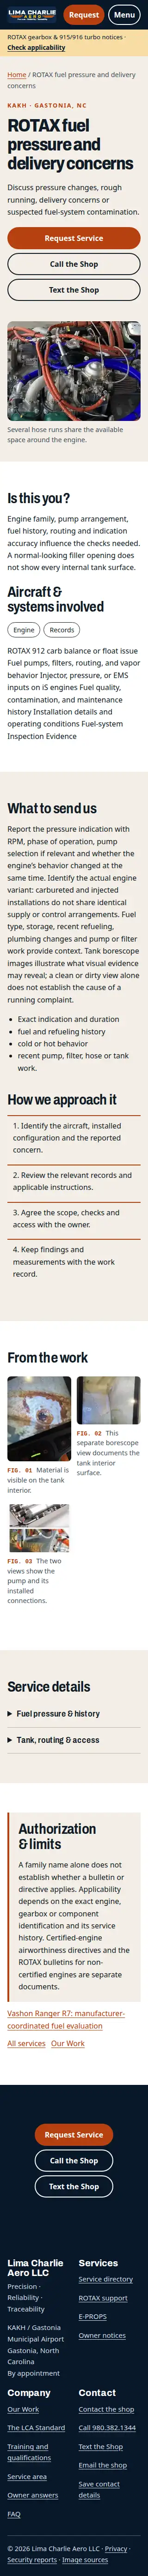 LIMA CHARLIE
Request
Menu
ROTAX gearbox & 915/916 turbo notices ·
Check applicability
Home / ROTAX fuel pressure and delivery
concerns
KAKH · GASTONIA, NC
ROTAX fuel
pressure and
delivery concerns
Discuss pressure changes, rough
running, delivery concerns or
suspected fuel-system contamination.
Request Service
Call the Shop
Text the Shop
Several hose runs share the available
space around the engine.
Is this you?
Engine family, pump arrangement,
fuel history, routing and indication
accuracy influence the checks needed.
A normal-looking filler opening does
not show every internal tank surface.
Aircraft &
systems involved
Engine
Records
ROTAX 912 carb balance or float issue
Fuel pumps, filters, routing, and vapor
behavior Injector, pressure, or EMS
inputs on iS engines Fuel quality,
contamination, and maintenance
history Installation details and
operating conditions Fuel-system
Inspection Evidence
What to send us
Report the pressure indication with
RPM, phase of operation, pump
selection if relevant and whether the
engine's behavior changed at the
same time. Identify the actual engine
variant: carbureted and injected
installations do not share identical
supply or control arrangements. Fuel
type, storage, recent refueling,
plumbing changes and pump or filter
work provide context. Tank borescope
images illustrate what visual evidence
may reveal; a clean or dirty view alone
does not establish the cause of a
running complaint.
• Exact indication and duration
• fuel and refueling history
• cold or hot behavior
• recent pump, filter, hose or tank
work.
How we approach it
1. Identify the aircraft, installed
configuration and the reported
concern.
2. Review the relevant records and
applicable instructions.
3. Agree the scope, checks and
access with the owner.
4. Keep findings and
measurements with the work
record.
From the work
FIG. 01 Material is
visible on the tank
interior.
FIG. 02 This
separate borescope
view documents the
tank interior
surface.
FIG. 03 The two
views show the
pump and its
installed
connections.
Service details
▶ Fuel pressure & history
▶ Tank, routing & access
Authorization
& limits
A family name alone does not
establish whether a bulletin or
directive applies. Applicability
depends on the exact engine,
gearbox or component
identification and its service
history. Certified-engine
airworthiness directives and the
ROTAX bulletins for non-
certified engines are separate
documents.
Vashon Ranger R7: manufacturer-
coordinated fuel evaluation
All services Our Work
Request Service
Call the Shop
Text the Shop
Lima Charlie
Aero LLC
Precision ·
Reliability ·
Traceability
KAKH / Gastonia
Municipal Airport
Gastonia, North
Carolina
By appointment
Services
Service directory
ROTAX support
E-PROPS
Owner notices
Company
Our Work
The LCA Standard
Training and
qualifications
Service area
Owner answers
FAQ
Contact
Contact the shop
Call 980.382.1344
Text the Shop
Email the shop
Save contact
details
© 2026 Lima Charlie Aero LLC · Privacy ·
Security reports · Image sources